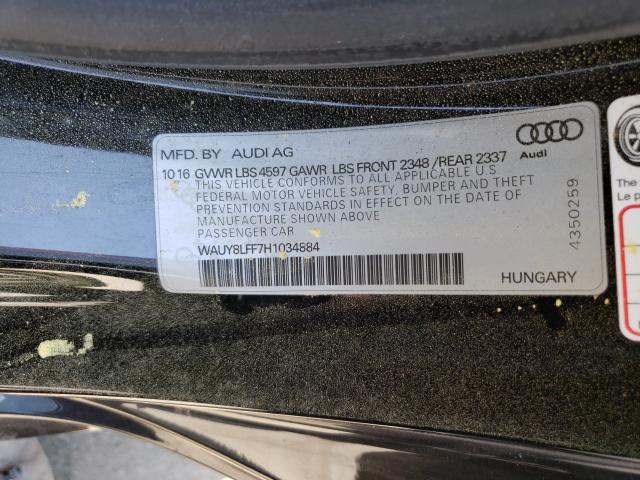 MFD. BY AUDI AG
10 16 GVWR LBS 4597 GAWR LBS FRONT 2348 /REAR 2337
THIS VEHICLE CONFORMS TO ALL APPLICABLE U.S
FEDERAL MOTOR VEHICLE SAFETY, BUMPER AND THEFT
PREVENTION STANDARDS IN EFFECT ON THE DATE OF
MANUFACTURE SHOWN ABOVE
PASSENGER CAR
WAUY8LFF7H1034884
HUNGARY
Audi
4350259
The
Le p